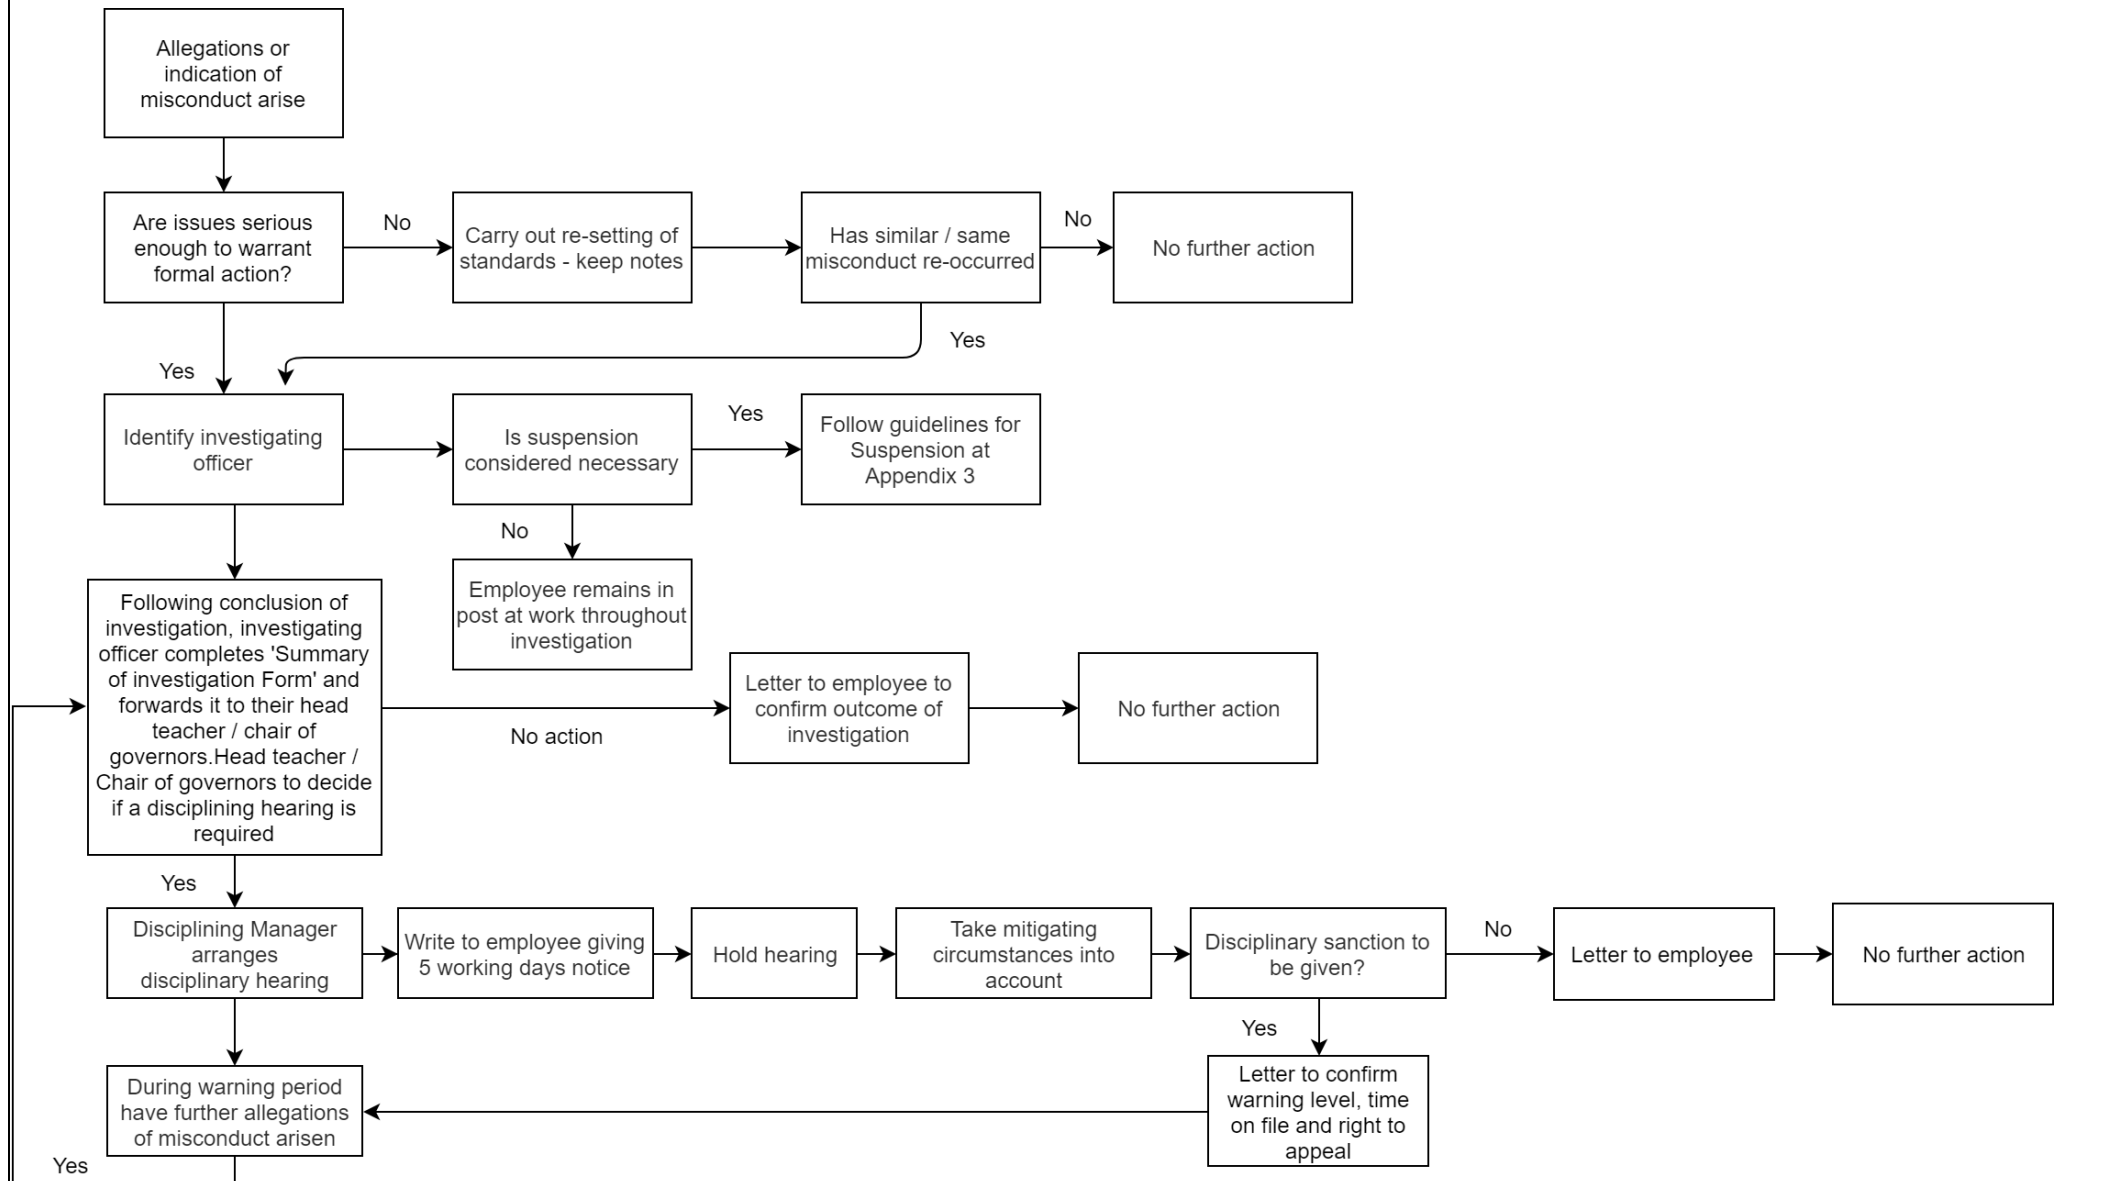 Allegations or
indication of
misconduct arise
Are issues serious
enough to warrant
formal action?
No
Carry out re-setting of
standards - keep notes
Has similar / same
misconduct re-occurred
No
No further action
Yes
Yes
Identify investigating
officer
Is suspension
considered necessary
Yes
Follow guidelines for
Suspension at
Appendix 3
No
Employee remains in
post at work throughout
investigation
Following conclusion of
investigation, investigating
officer completes 'Summary
of investigation Form' and
forwards it to their head
teacher / chair of
governors.Head teacher /
Chair of governors to decide
if a disciplining hearing is
required
No action
Letter to employee to
confirm outcome of
investigation
No further action
Yes
Disciplining Manager
arranges
disciplinary hearing
Write to employee giving
5 working days notice
Hold hearing
Take mitigating
circumstances into
account
Disciplinary sanction to
be given?
No
Letter to employee
No further action
Yes
Letter to confirm
warning level, time
on file and right to
appeal
During warning period
have further allegations
of misconduct arisen
Yes